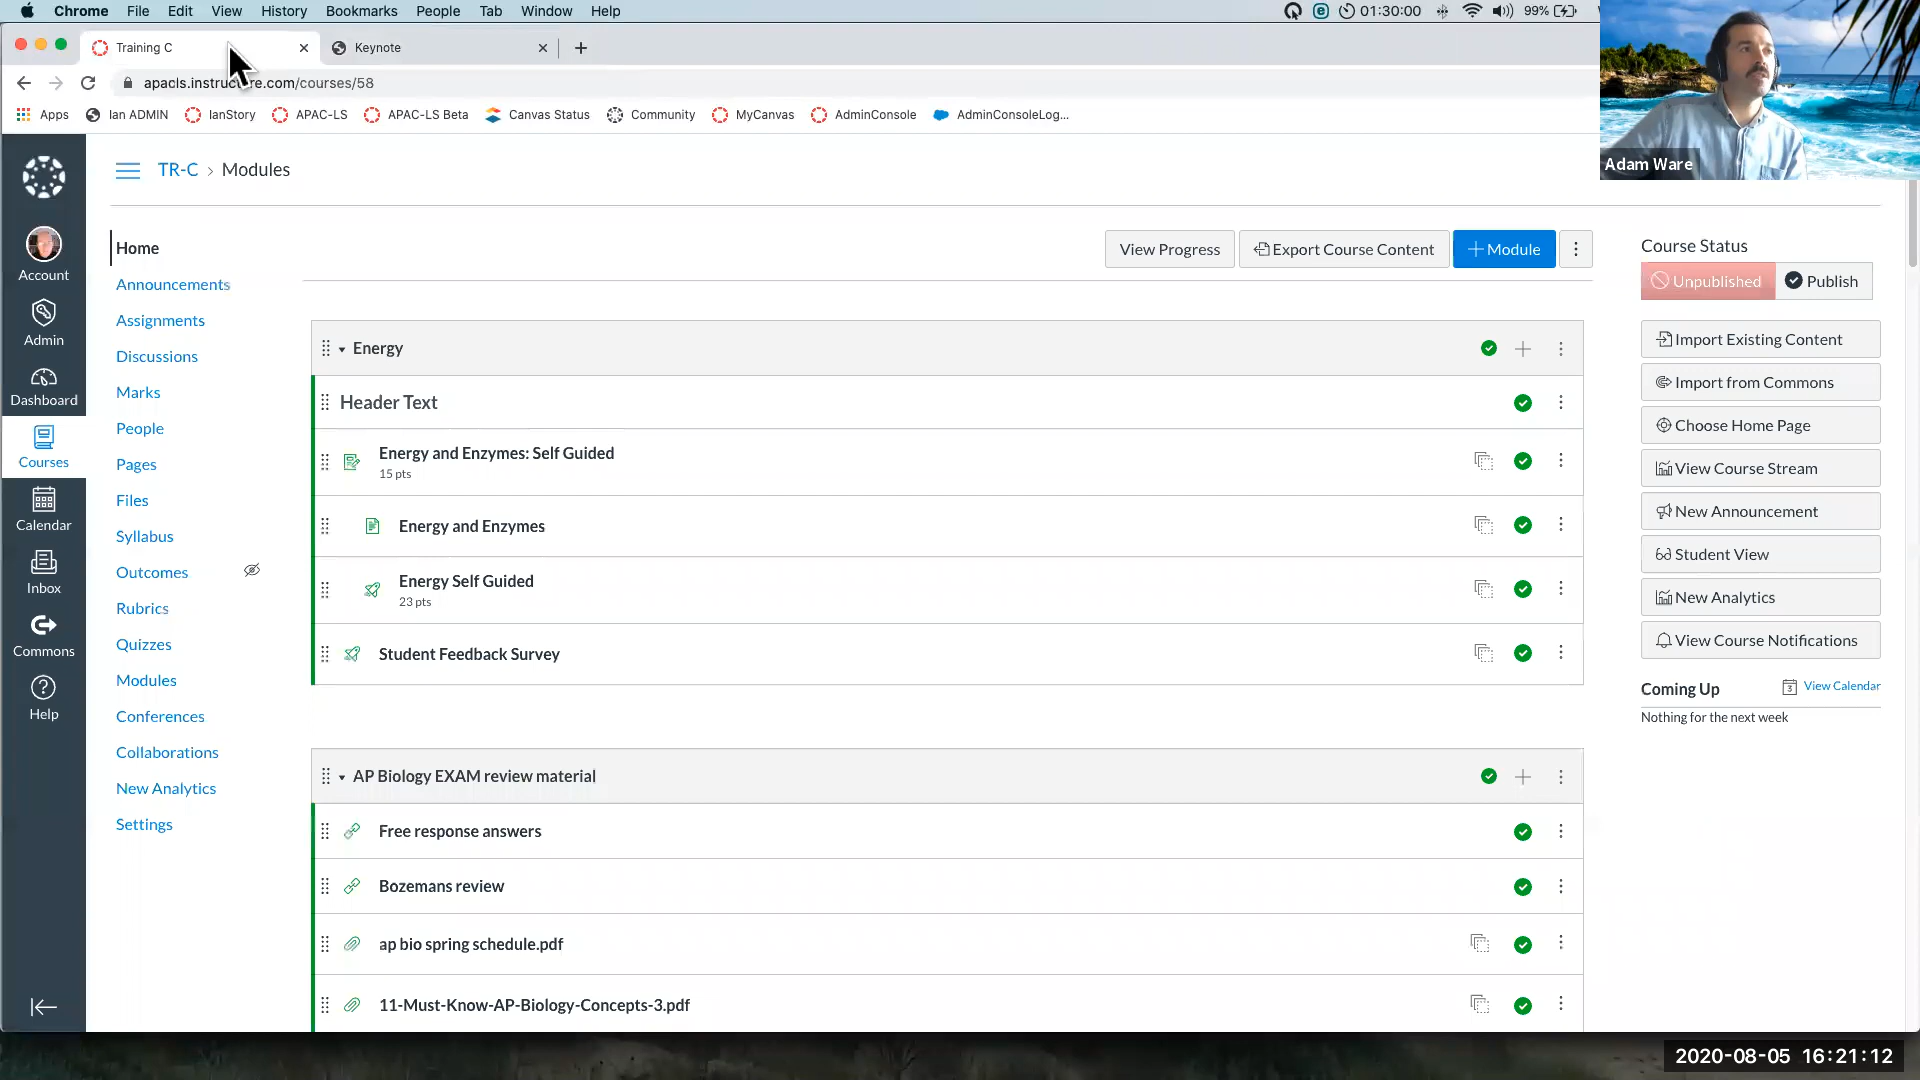 Chrome File Edit View History Bookmarks People Tab Window Help 01:30:00 99%
Training C Keynote
apacls.instructure.com/courses/58
Apps Ian ADMIN IanStory APAC-LS APAC-LS Beta Canvas Status Community MyCanvas AdminConsole AdminConsoleLog...
Adam Ware
TR-C > Modules
Account
Admin
Dashboard
Courses
Calendar
Inbox
Commons
Help
Home
Announcements
Assignments
Discussions
Marks
People
Pages
Files
Syllabus
Outcomes
Rubrics
Quizzes
Modules
Conferences
Collaborations
New Analytics
Settings
View Progress Export Course Content + Module
Energy
Header Text
Energy and Enzymes: Self Guided
15 pts
Energy and Enzymes
Energy Self Guided
23 pts
Student Feedback Survey
AP Biology EXAM review material
Free response answers
Bozemans review
ap bio spring schedule.pdf
11-Must-Know-AP-Biology-Concepts-3.pdf
Course Status
Unpublished Publish
Import Existing Content
Import from Commons
Choose Home Page
View Course Stream
New Announcement
Student View
New Analytics
View Course Notifications
Coming Up 3 View Calendar
Nothing for the next week
2020-08-05 16:21:12